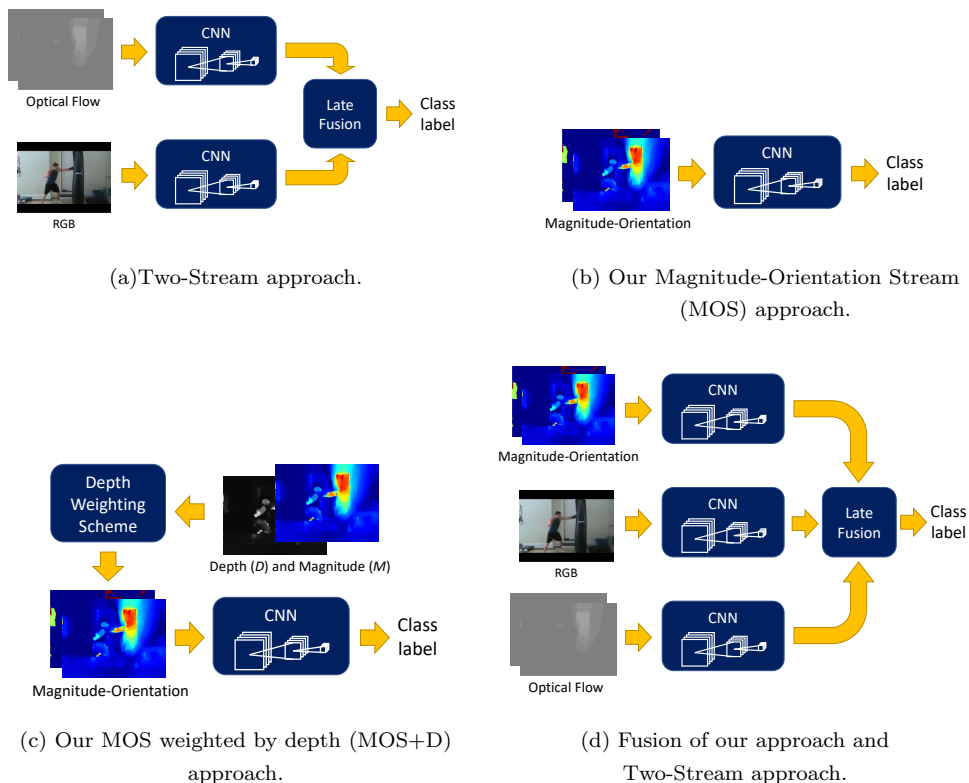 CNN
Optical Flow
Late
Fusion
Class
label
CNN
RGB
(a)Two-Stream approach.
CNN
Class
label
Magnitude-Orientation
(b) Our Magnitude-Orientation Stream
(MOS) approach.
Depth
Weighting
Scheme
Depth (D) and Magnitude (M)
CNN
Class
label
Magnitude-Orientation
(c) Our MOS weighted by depth (MOS+D)
approach.
CNN
Magnitude-Orientation
CNN
RGB
Late
Fusion
Class
label
CNN
Optical Flow
(d) Fusion of our approach and
Two-Stream approach.